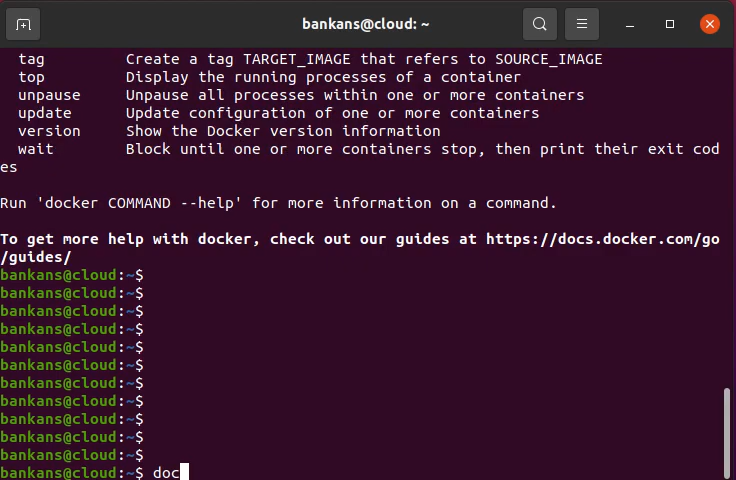 bankans@cloud: ~
tag Create a tag TARGET_IMAGE that refers to SOURCE_IMAGE
top Display the running processes of a container
unpause Unpause all processes within one or more containers
update Update configuration of one or more containers
version Show the Docker version information
wait Block until one or more containers stop, then print their exit cod
es
Run 'docker COMMAND --help' for more information on a command.
To get more help with docker, check out our guides at https://docs.docker.com/go
/guides/
bankans@cloud:~$
bankans@cloud:~$
bankans@cloud:~$
bankans@cloud:~$
bankans@cloud:~$
bankans@cloud:~$
bankans@cloud:~$
bankans@cloud:~$
bankans@cloud:~$
bankans@cloud:~$
bankans@cloud:~$
bankans@cloud:~$ doc